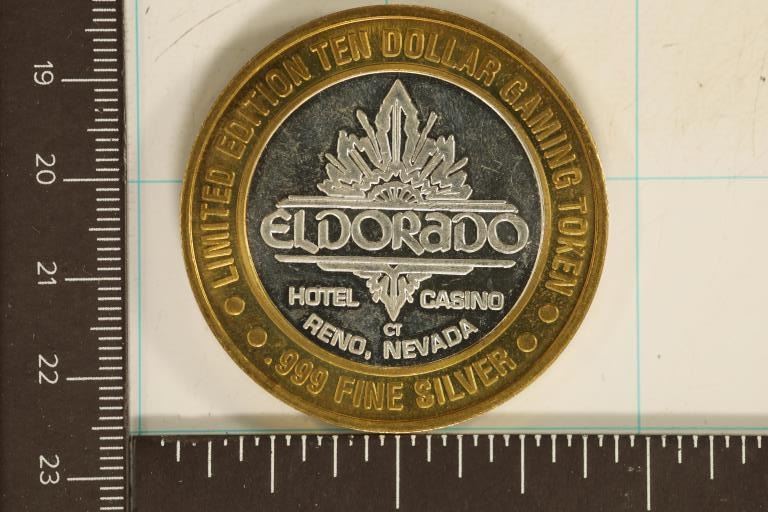 LIMITED EDITION TEN DOLLAR GAMING TOKEN
ELDORADO
HOTEL CASINO
CT
RENO, NEVADA
.999 FINE SILVER
19
20
21
22
23